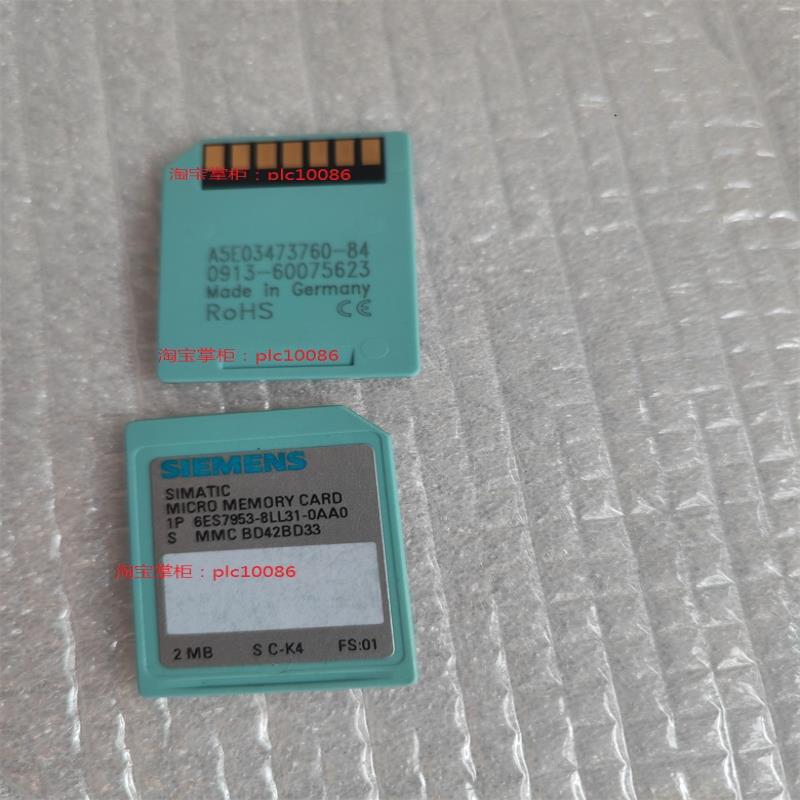 淘宝掌柜：plc10086
A5E03473760-84
0913-60075623
Made in Germany
RoHS CE
淘宝掌柜：plc10086
SIEMENS
SIMATIC
MICRO MEMORY CARD
1P 6ES7953-8LL31-0AA0
S MMC BD42BD33
淘宝掌柜：plc10086
2 MB S C-K4 FS:01